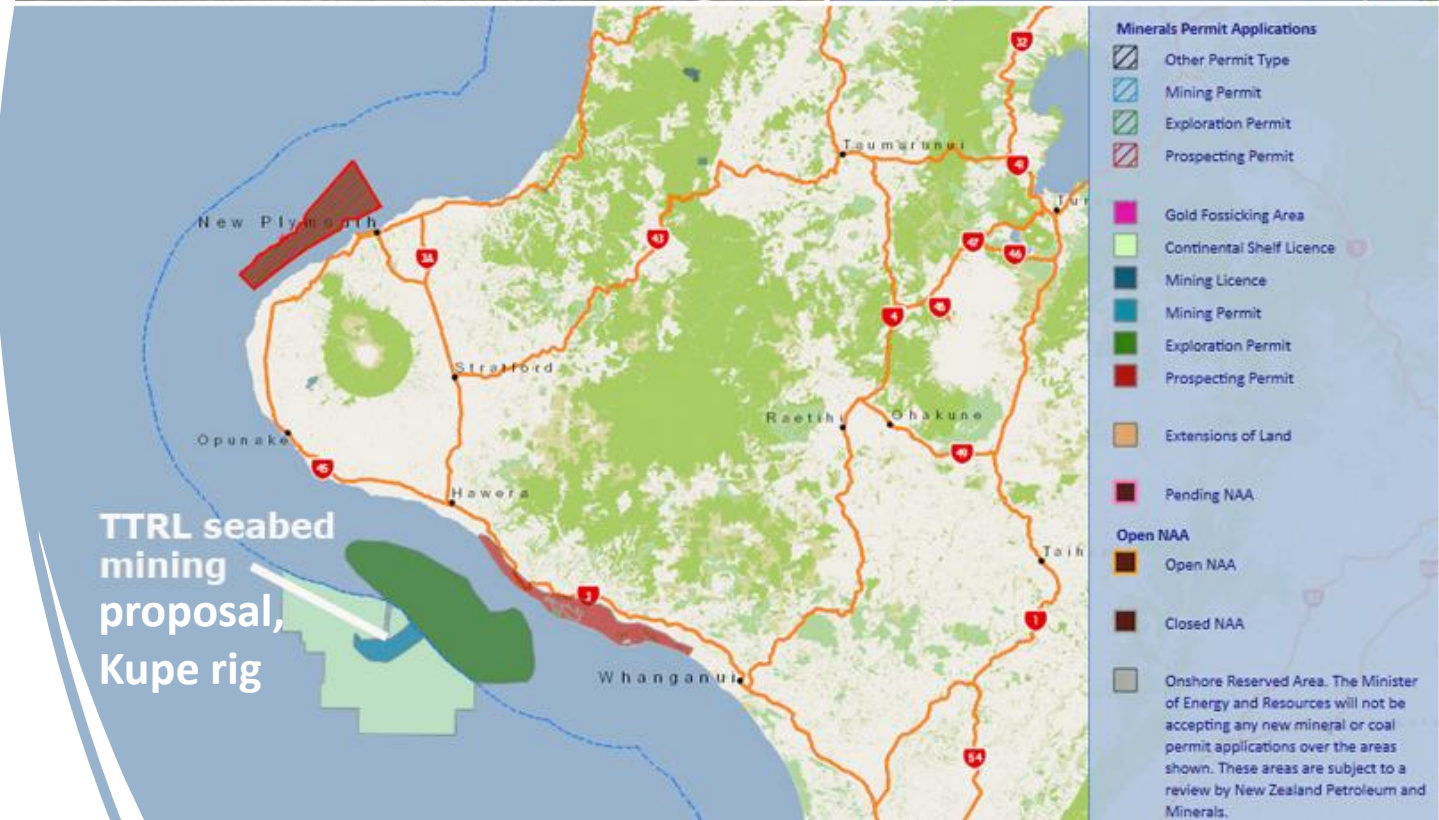 New Plymouth
3A
43
Taumarunui
32
41
Tur
47
46
4
48
Stratford
Opunake
45
Hawera
Raetihi
Ohakune
49
Taih
3
1
Whanganui
54
TTRL seabed
mining
proposal,
Kupe rig
Minerals Permit Applications
Other Permit Type
Mining Permit
Exploration Permit
Prospecting Permit
Gold Fossicking Area
Continental Shelf Licence
Mining Licence
Mining Permit
Exploration Permit
Prospecting Permit
Extensions of Land
Pending NAA
Open NAA
Open NAA
Closed NAA
Onshore Reserved Area. The Minister
of Energy and Resources will not be
accepting any new mineral or coal
permit applications over the areas
shown. These areas are subject to a
review by New Zealand Petroleum and
Minerals.